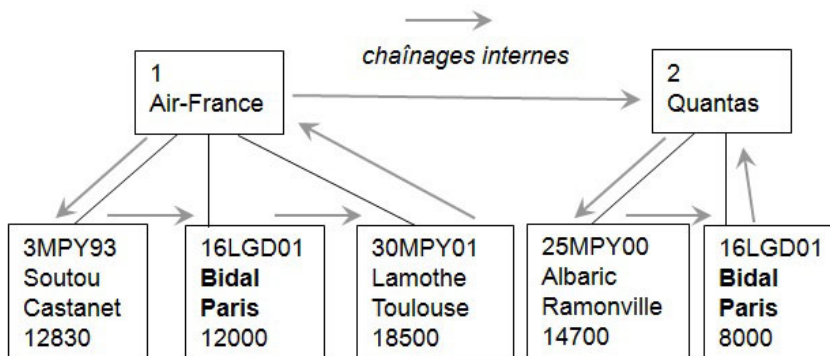 chaînages internes
1
Air-France
2
Quantas
3MPY93
Soutou
Castanet
12830
16LGD01
Bidal
Paris
12000
30MPY01
Lamothe
Toulouse
18500
25MPY00
Albaric
Ramonville
14700
16LGD01
Bidal
Paris
8000